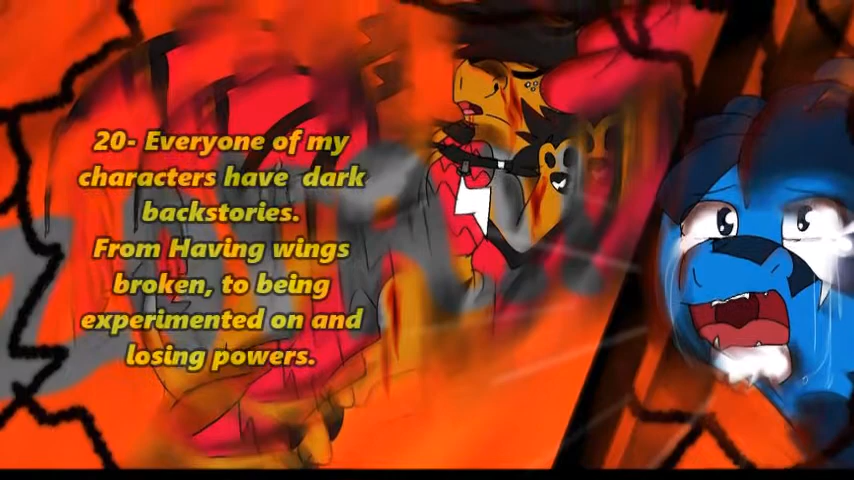 20- Everyone of my
characters have dark
backstories.
From Having wings
broken, to being
experimented on and
losing powers.